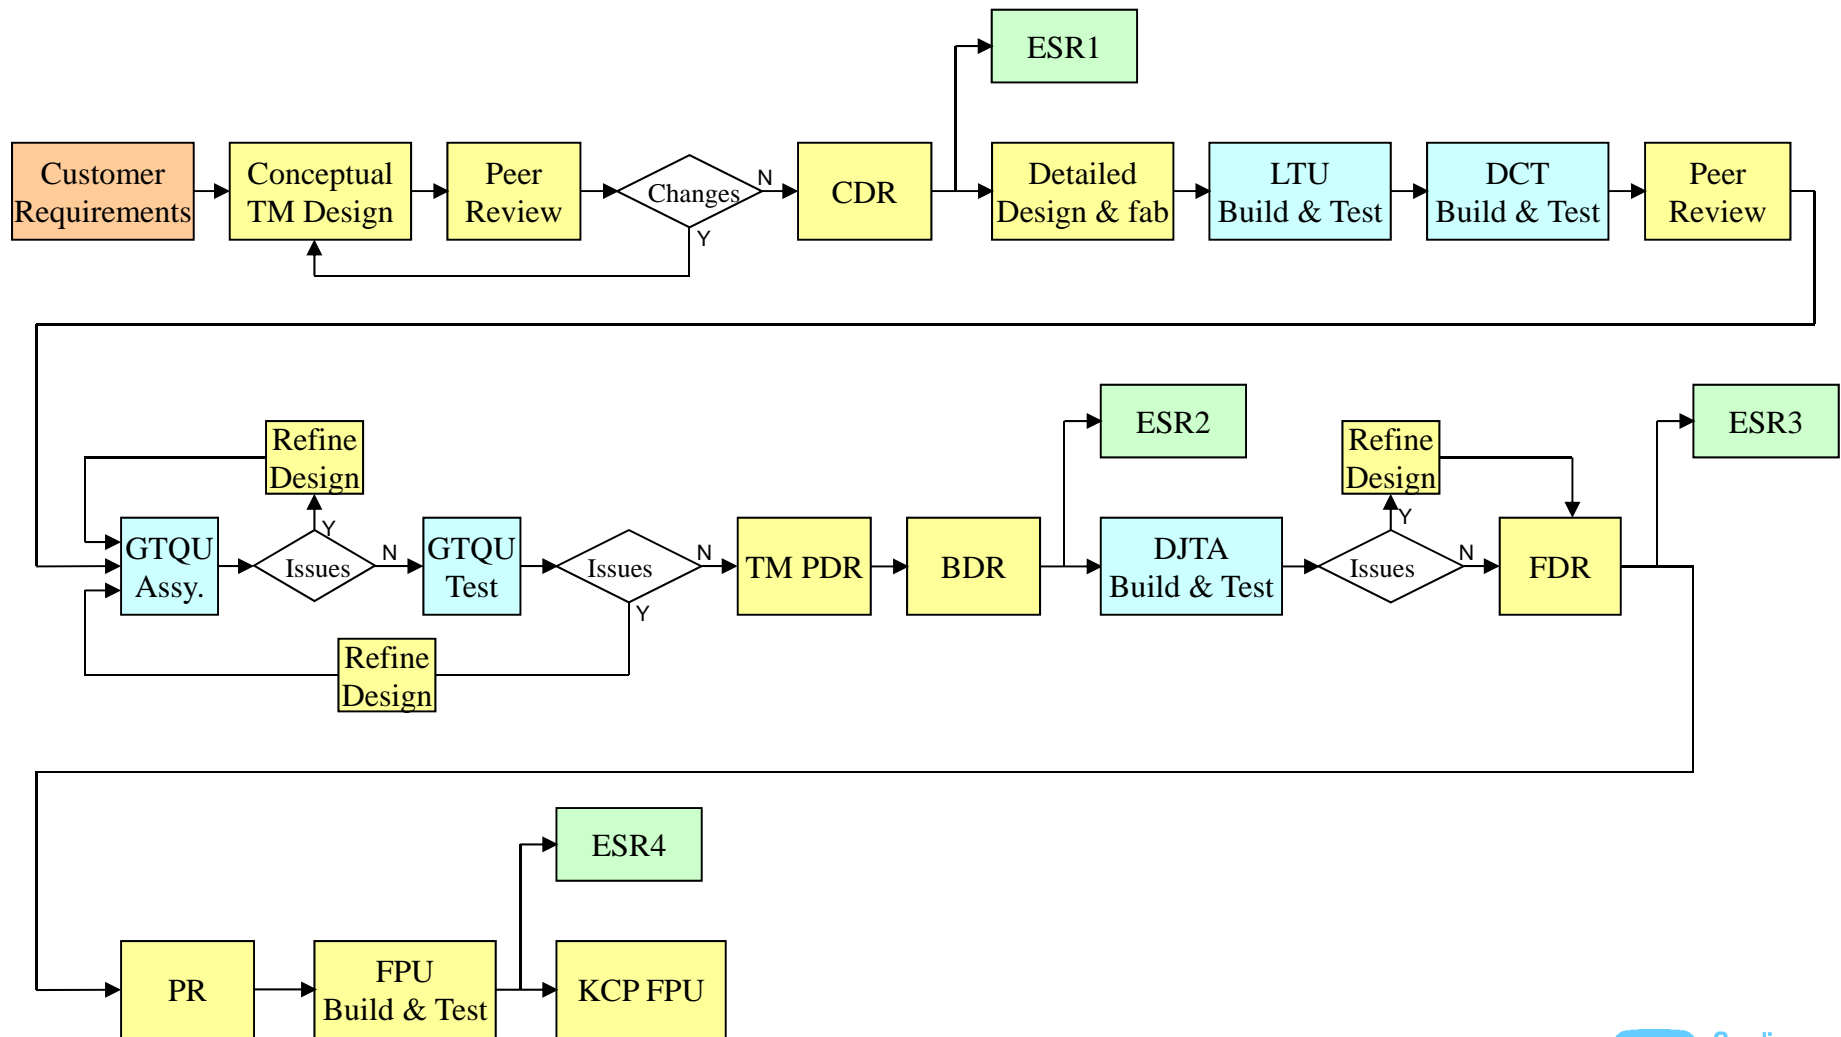 ESR1
Customer
Requirements
Conceptual
TM Design
Peer
Review
Changes
N
Y
CDR
Detailed
Design & fab
LTU
Build & Test
DCT
Build & Test
Peer
Review
ESR2
ESR3
Refine
Design
Refine
Design
GTQU
Assy.
Issues
Y
N
GTQU
Test
Issues
N
Y
TM PDR
BDR
DJTA
Build & Test
Issues
Y
N
FDR
Refine
Design
ESR4
PR
FPU
Build & Test
KCP FPU